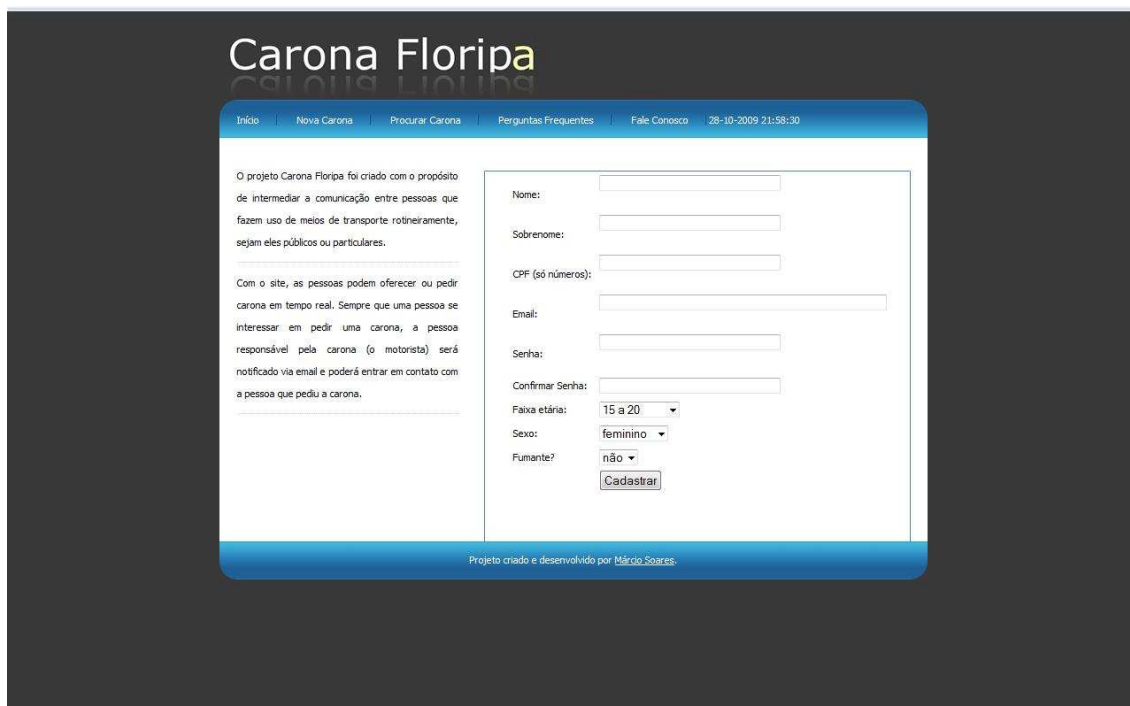 Carona Floripa
Início | Nova Carona | Procurar Carona | Perguntas Frequentes | Fale Conosco 28-10-2009 21:58:30
O projeto Carona Floripa foi criado com o propósito
de intermediar a comunicação entre pessoas que
fazem uso de meios de transporte rotineiramente,
sejam eles públicos ou particulares.
Com o site, as pessoas podem oferecer ou pedir
carona em tempo real. Sempre que uma pessoa se
interessar em pedir uma carona, a pessoa
responsável pela carona (o motorista) será
notificado via email e poderá entrar em contato com
a pessoa que pediu a carona.
Nome:
Sobrenome:
CPF (só números):
Email:
Senha:
Confirmar Senha:
Faixa etária: 15 a 20
Sexo: feminino
Fumante? não
Cadastrar
Projeto criado e desenvolvido por Márcio Soares.